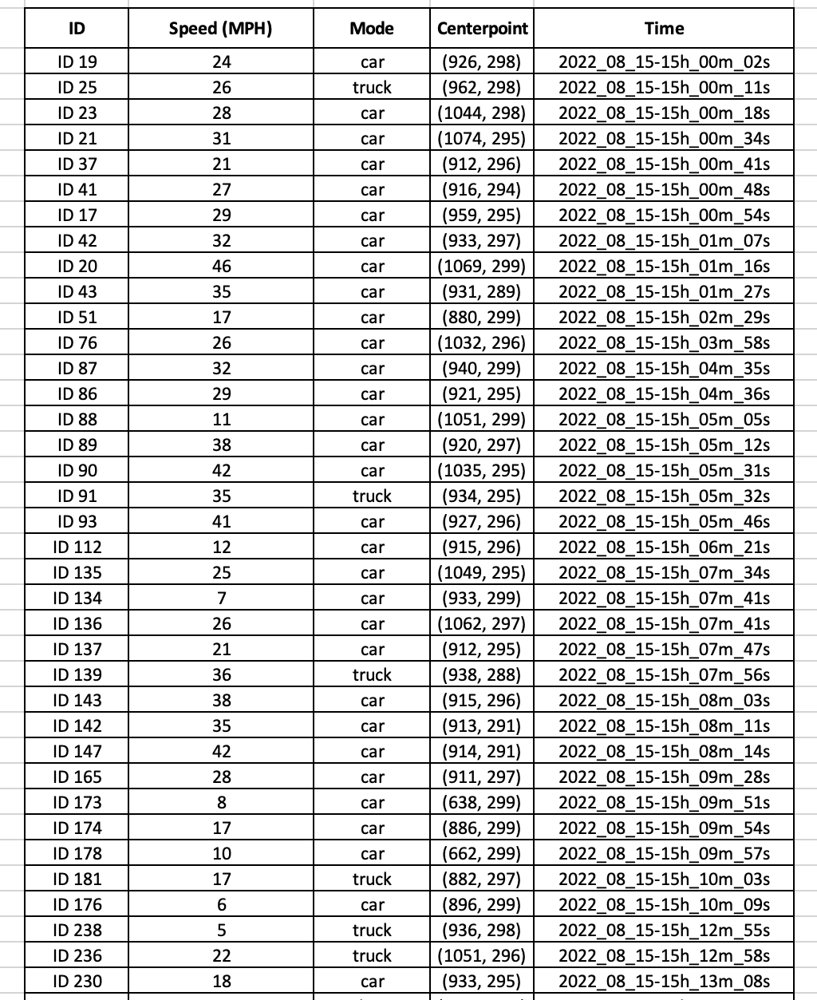 ID Speed (MPH) Mode Centerpoint Time
ID 19 24 car (926, 298) 2022_08_15-15h_00m_02s
ID 25 26 truck (962, 298) 2022_08_15-15h_00m_11s
ID 23 28 car (1044, 298) 2022_08_15-15h_00m_18s
ID 21 31 car (1074, 295) 2022_08_15-15h_00m_34s
ID 37 21 car (912, 296) 2022_08_15-15h_00m_41s
ID 41 27 car (916, 294) 2022_08_15-15h_00m_48s
ID 17 29 car (959, 295) 2022_08_15-15h_00m_54s
ID 42 32 car (933, 297) 2022_08_15-15h_01m_07s
ID 20 46 car (1069, 299) 2022_08_15-15h_01m_16s
ID 43 35 car (931, 289) 2022_08_15-15h_01m_27s
ID 51 17 car (880, 299) 2022_08_15-15h_02m_29s
ID 76 26 car (1032, 296) 2022_08_15-15h_03m_58s
ID 87 32 car (940, 299) 2022_08_15-15h_04m_35s
ID 86 29 car (921, 295) 2022_08_15-15h_04m_36s
ID 88 11 car (1051, 299) 2022_08_15-15h_05m_05s
ID 89 38 car (920, 297) 2022_08_15-15h_05m_12s
ID 90 42 car (1035, 295) 2022_08_15-15h_05m_31s
ID 91 35 truck (934, 295) 2022_08_15-15h_05m_32s
ID 93 41 car (927, 296) 2022_08_15-15h_05m_46s
ID 112 12 car (915, 296) 2022_08_15-15h_06m_21s
ID 135 25 car (1049, 295) 2022_08_15-15h_07m_34s
ID 134 7 car (933, 299) 2022_08_15-15h_07m_41s
ID 136 26 car (1062, 297) 2022_08_15-15h_07m_41s
ID 137 21 car (912, 295) 2022_08_15-15h_07m_47s
ID 139 36 truck (938, 288) 2022_08_15-15h_07m_56s
ID 143 38 car (915, 296) 2022_08_15-15h_08m_03s
ID 142 35 car (913, 291) 2022_08_15-15h_08m_11s
ID 147 42 car (914, 291) 2022_08_15-15h_08m_14s
ID 165 28 car (911, 297) 2022_08_15-15h_09m_28s
ID 173 8 car (638, 299) 2022_08_15-15h_09m_51s
ID 174 17 car (886, 299) 2022_08_15-15h_09m_54s
ID 178 10 car (662, 299) 2022_08_15-15h_09m_57s
ID 181 17 truck (882, 297) 2022_08_15-15h_10m_03s
ID 176 6 car (896, 299) 2022_08_15-15h_10m_09s
ID 238 5 truck (936, 298) 2022_08_15-15h_12m_55s
ID 236 22 truck (1051, 296) 2022_08_15-15h_12m_58s
ID 230 18 car (933, 295) 2022_08_15-15h_13m_08s